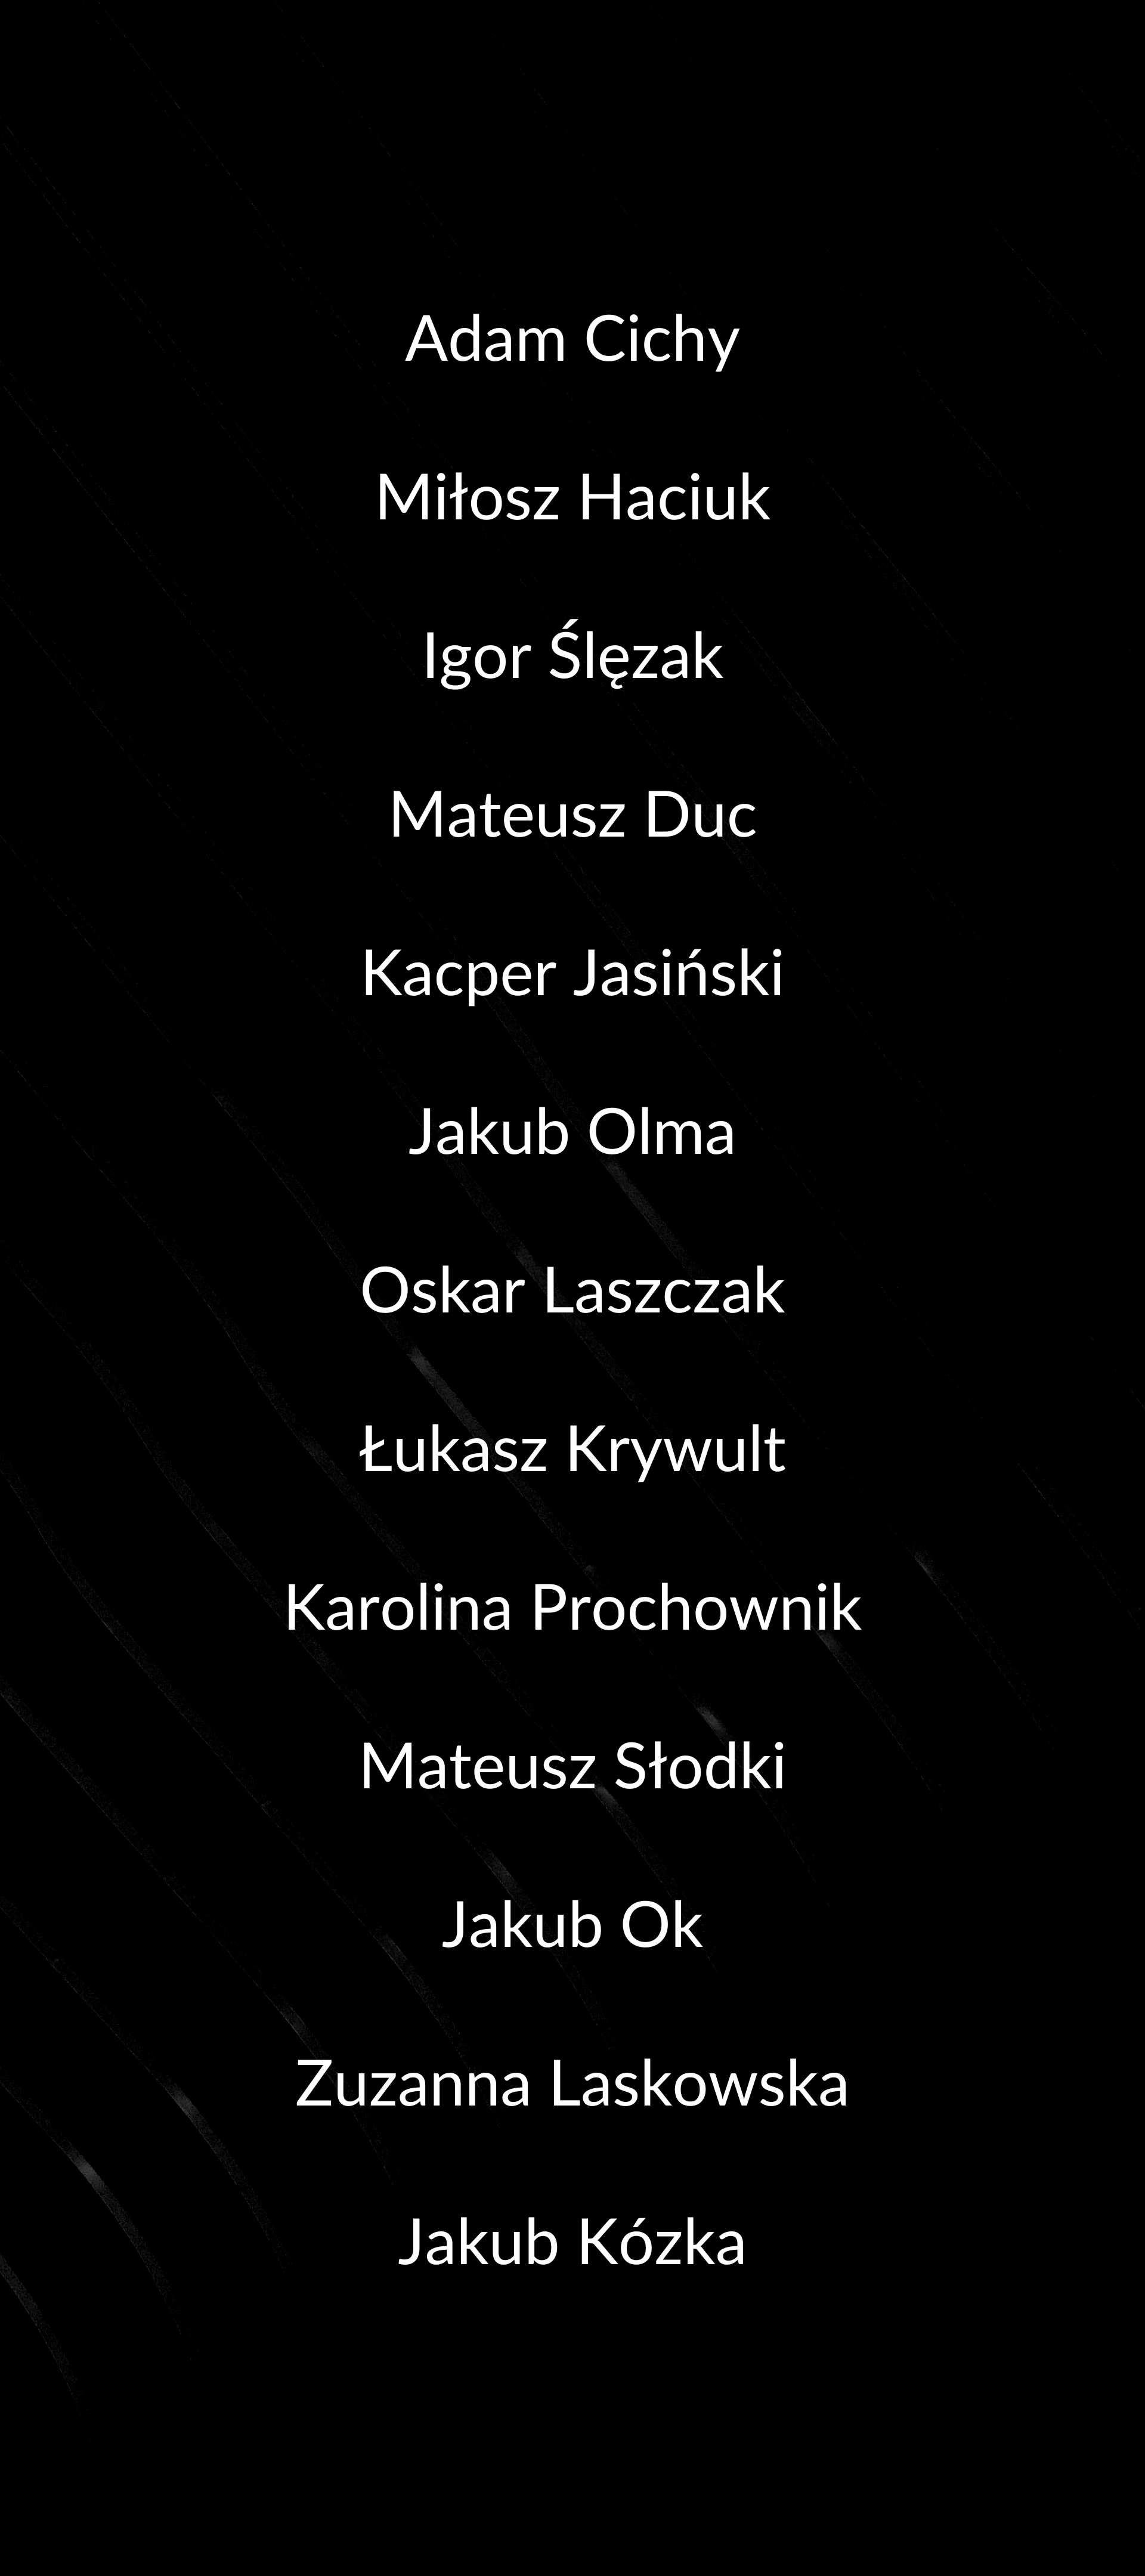 Adam Cichy
Miłosz Haciuk
Igor Ślęzak
Mateusz Duc
Kacper Jasiński
Jakub Olma
Oskar Laszczak
Łukasz Krywult
Karolina Prochownik
Mateusz Słodki
Jakub Ok
Zuzanna Laskowska
Jakub Kózka